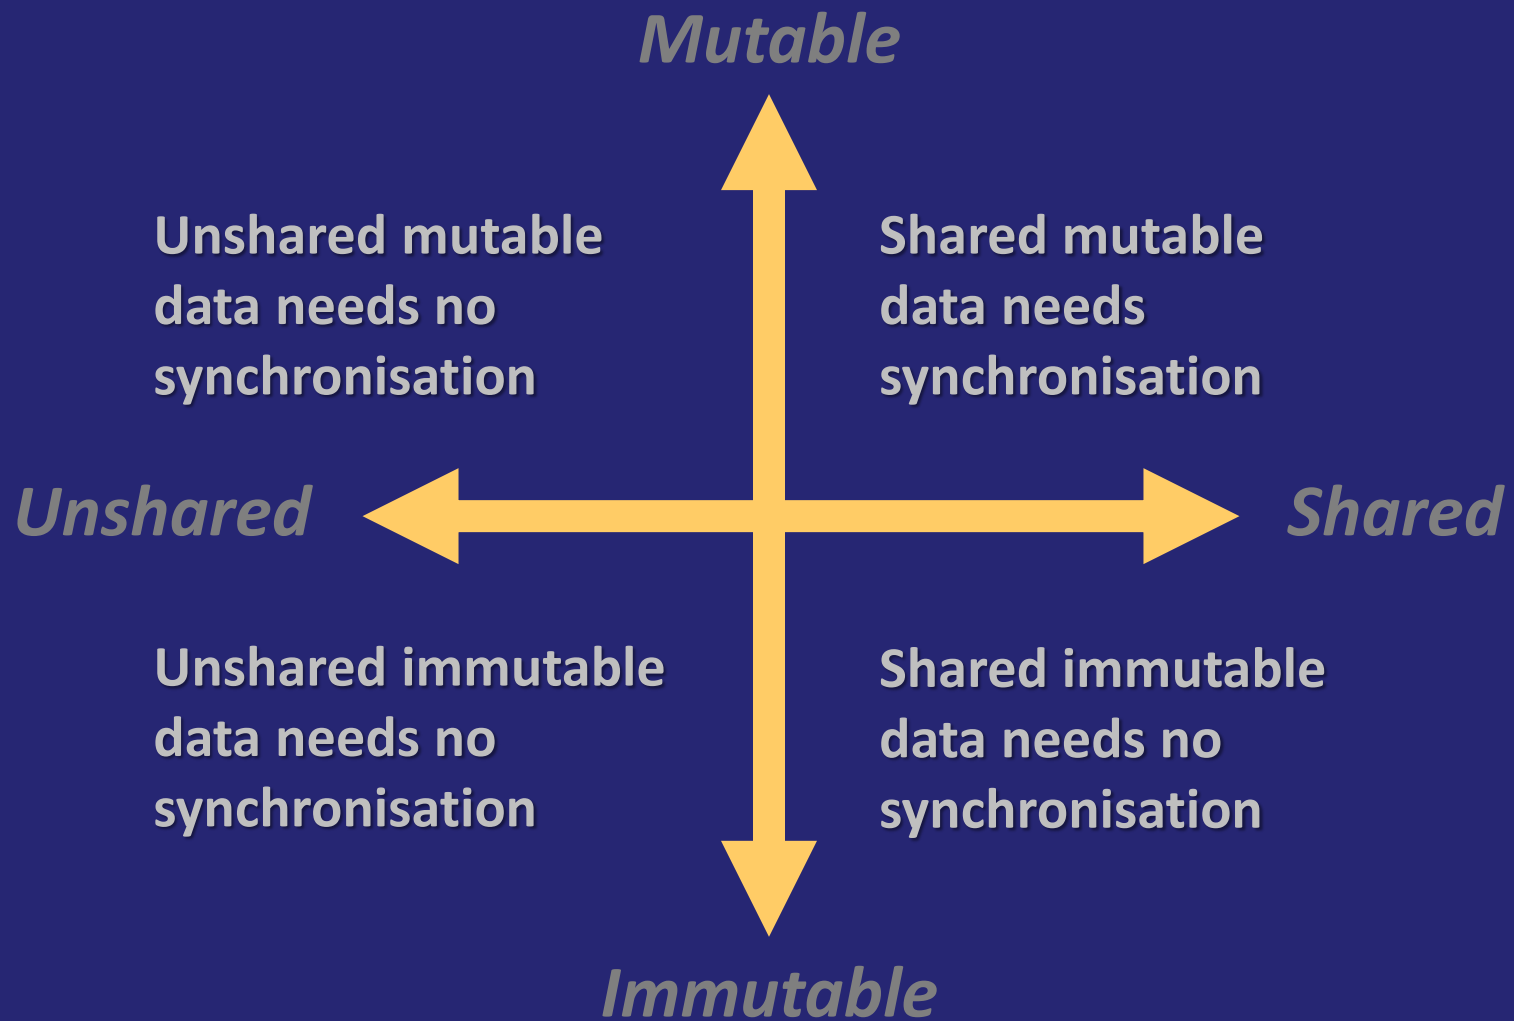 Mutable
Unshared mutable
data needs no
synchronisation
Shared mutable
data needs
synchronisation
Unshared
Shared
Unshared immutable
data needs no
synchronisation
Shared immutable
data needs no
synchronisation
Immutable